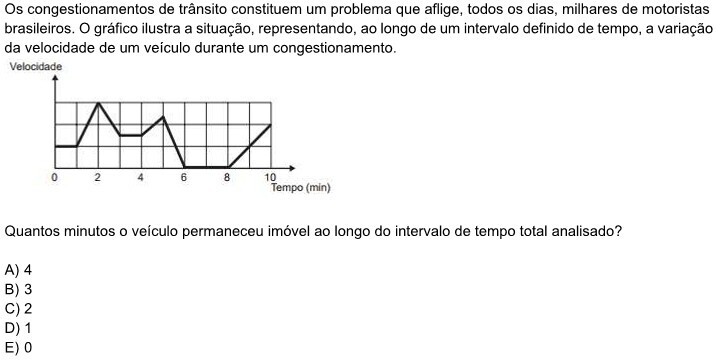 Os congestionamentos de trânsito constituem um problema que aflige, todos os dias, milhares de motoristas
brasileiros. O gráfico ilustra a situação, representando, ao longo de um intervalo definido de tempo, a variação
da velocidade de um veículo durante um congestionamento.
Velocidade
0 2 4 6 8 10
Tempo (min)
Quantos minutos o veículo permaneceu imóvel ao longo do intervalo de tempo total analisado?
A) 4
B) 3
C) 2
D) 1
E) 0